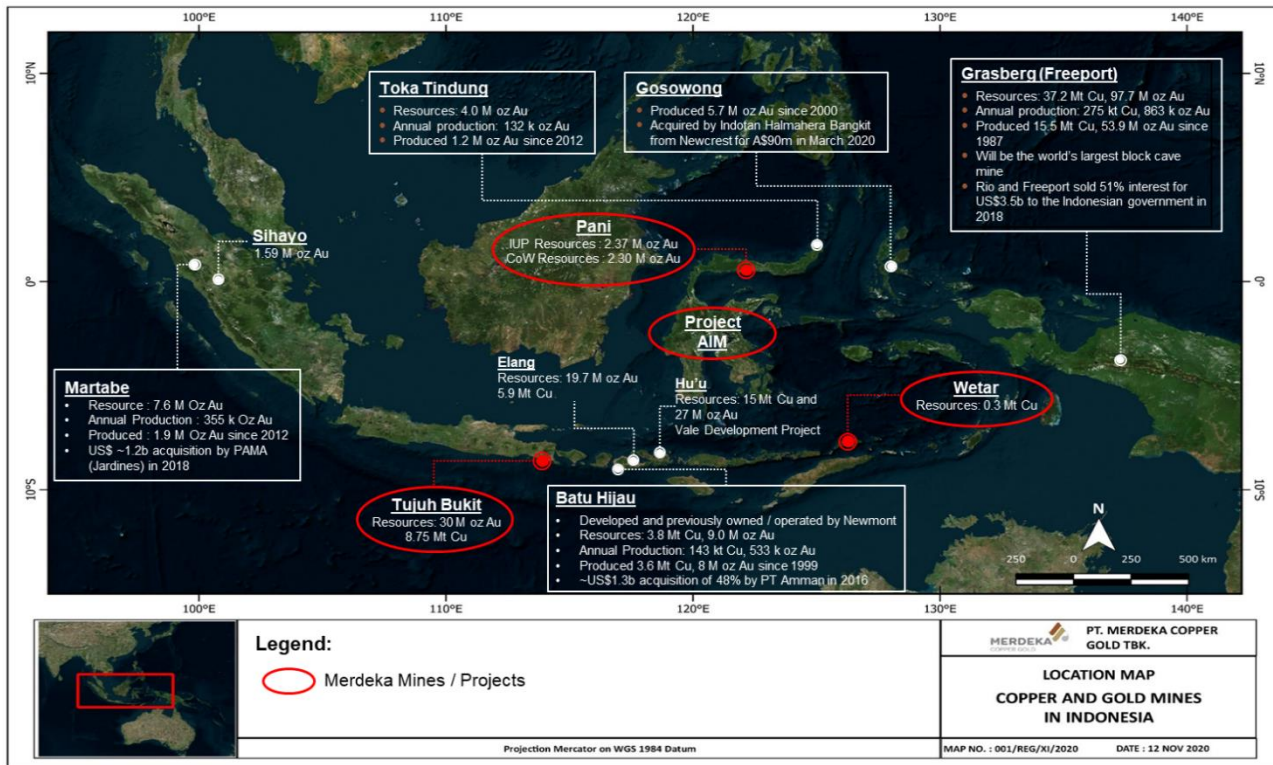 100°E
110°E
120°E
130°E
140°E
10°N
10°N
Toka Tindung
Resources: 4.0 M oz Au
Annual production: 132 k oz Au
Produced 1.2 M oz Au since 2012
Gosowong
Produced 5.7 M oz Au since 2000
Acquired by Indotan Halmahera Bangkit
from Newcrest for A$90m in March 2020
Grasberg (Freeport)
Resources: 37.2 Mt Cu, 97.7 M oz Au
Annual production: 275 kt Cu, 863 k oz Au
Produced 15.5 Mt Cu, 53.9 M oz Au since
1987
Will be the world's largest block cave
mine
Rio and Freeport sold 51% interest for
US$3.5b to the Indonesian government in
2018
Sihayo
1.59 M oz Au
Pani
IUP Resources : 2.37 M oz Au
CoW Resources : 2.30 M oz Au
0°
0°
Project
AIM
Martabe
Resource : 7.6 M Oz Au
Annual Production : 355 k Oz Au
Produced : 1.9 M Oz Au since 2012
US$ ~1.2b acquisition by PAMA
(Jardines) in 2018
Elang
Resources: 19.7 M oz Au
5.9 Mt Cu
Hu'u
Resources: 15 Mt Cu and
27 M oz Au
Vale Development Project
Wetar
Resources: 0.3 Mt Cu
10°S
10°S
Tujuh Bukit
Resources: 30 M oz Au
8.75 Mt Cu
Batu Hijau
Developed and previously owned / operated by Newmont
Resources: 3.8 Mt Cu, 9.0 M oz Au
Annual Production: 143 kt Cu, 533 k oz Au
Produced 3.6 Mt Cu, 8 M oz Au since 1999
~US$1.3b acquisition of 48% by PT Amman in 2016
N
-250 0 250 500 km
100°E
110°E
120°E
130°E
140°E
Legend:
Merdeka Mines / Projects
Projection Mercator on WGS 1984 Datum
MERDEKA
COPPER GOLD
PT. MERDEKA COPPER
GOLD TBK.
LOCATION MAP
COPPER AND GOLD MINES
IN INDONESIA
MAP NO. : 001/REG/XI/2020 DATE : 12 NOV 2020